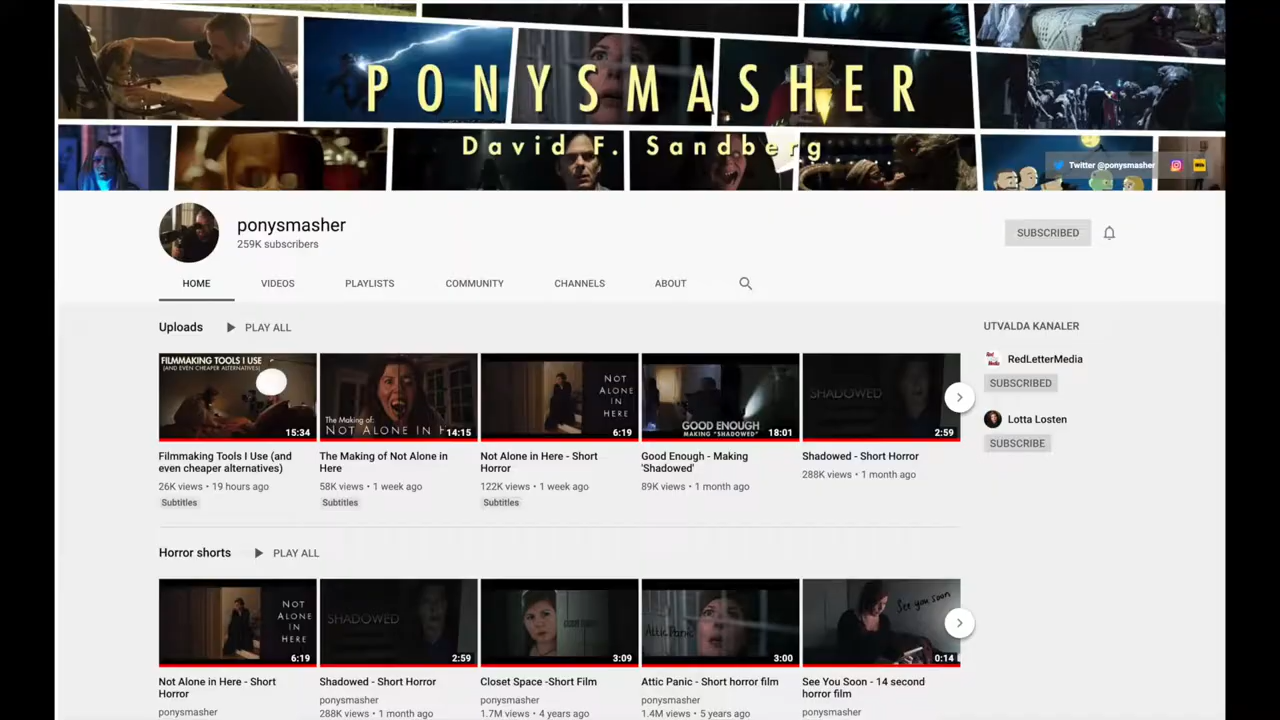 PONYSMASHER
David F. Sandberg
Twitter @ponysmasher
ponysmasher
259K subscribers
SUBSCRIBED
HOME VIDEOS PLAYLISTS COMMUNITY CHANNELS ABOUT
Uploads PLAY ALL
UTVALDA KANALER
RedLetterMedia
SUBSCRIBED
Lotta Losten
SUBSCRIBE
FILMMAKING TOOLS I USE
(AND EVEN CHEAPER ALTERNATIVES)
15:34
The Making of:
NOT ALONE IN H
14:15
NOT
ALONE
IN
HERE
6:19
GOOD ENOUGH
MAKING "SHADOWED"
18:01
SHADOWED
2:59
Filmmaking Tools I Use (and
even cheaper alternatives)
26K views • 19 hours ago
Subtitles
The Making of Not Alone in
Here
58K views • 1 week ago
Subtitles
Not Alone in Here - Short
Horror
122K views • 1 week ago
Subtitles
Good Enough - Making
'Shadowed'
89K views • 1 month ago
Shadowed - Short Horror
288K views • 1 month ago
Horror shorts PLAY ALL
NOT
ALONE
IN
HERE
6:19
SHADOWED
2:59
3:09
Attic Panic
3:00
See you soon
0:14
Not Alone in Here - Short
Horror
ponysmasher
Shadowed - Short Horror
ponysmasher
288K views • 1 month ago
Closet Space -Short Film
ponysmasher
1.7M views • 4 years ago
Attic Panic - Short horror film
ponysmasher
1.4M views • 5 years ago
See You Soon - 14 second
horror film
ponysmasher